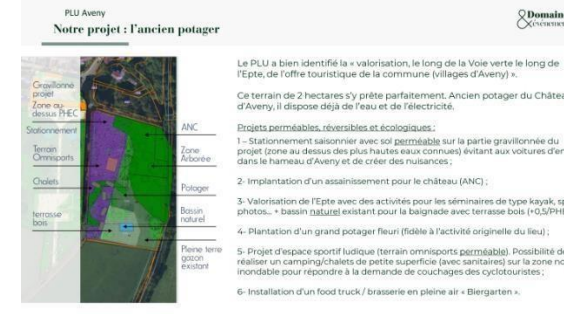 PLU Aveny
Notre projet : l'ancien potager
Domaine
&événement
Le PLU a bien identifié la « valorisation, le long de la Voie verte le long de
l'Epte, de l'offre touristique de la commune (villages d'Aveny) ».
Ce terrain de 2 hectares s'y prête parfaitement. Ancien potager du Châtea
d'Aveny, il dispose déjà de l'eau et de l'électricité.
Projets perméables, réversibles et écologiques :
1 – Stationnement saisonnier avec sol perméable sur la partie gravillonnée du
projet (zone au dessus des plus hautes eaux connues) évitant aux voitures d'en
dans le hameau d'Aveny et de créer des nuisances ;
2- Implantation d'un assainissement pour le château (ANC) ;
3- Valorisation de l'Epte avec des activités pour les séminaires de type kayak, sp
photos... + bassin naturel existant pour la baignade avec terrasse bois (+0,5/PHE
4- Plantation d'un grand potager fleuri (fidèle à l'activité originelle du lieu) ;
5- Projet d'espace sportif ludique (terrain omnisports perméable). Possibilité de
réaliser un camping/chalets de petite superficie (avec sanitaires) sur la zone no
inondable pour répondre à la demande de couchages des cyclotouristes ;
6- Installation d'un food truck / brasserie en pleine air « Biergarten ».
Gravillonné
projet
Zone au-
dessus PHEC
Stationnement
Terrain
Omnisports
Chalets
terrasse
bois
ANC
Zone
Arborée
Potager
Bassin
naturel
Pleine terre
gazon
existant